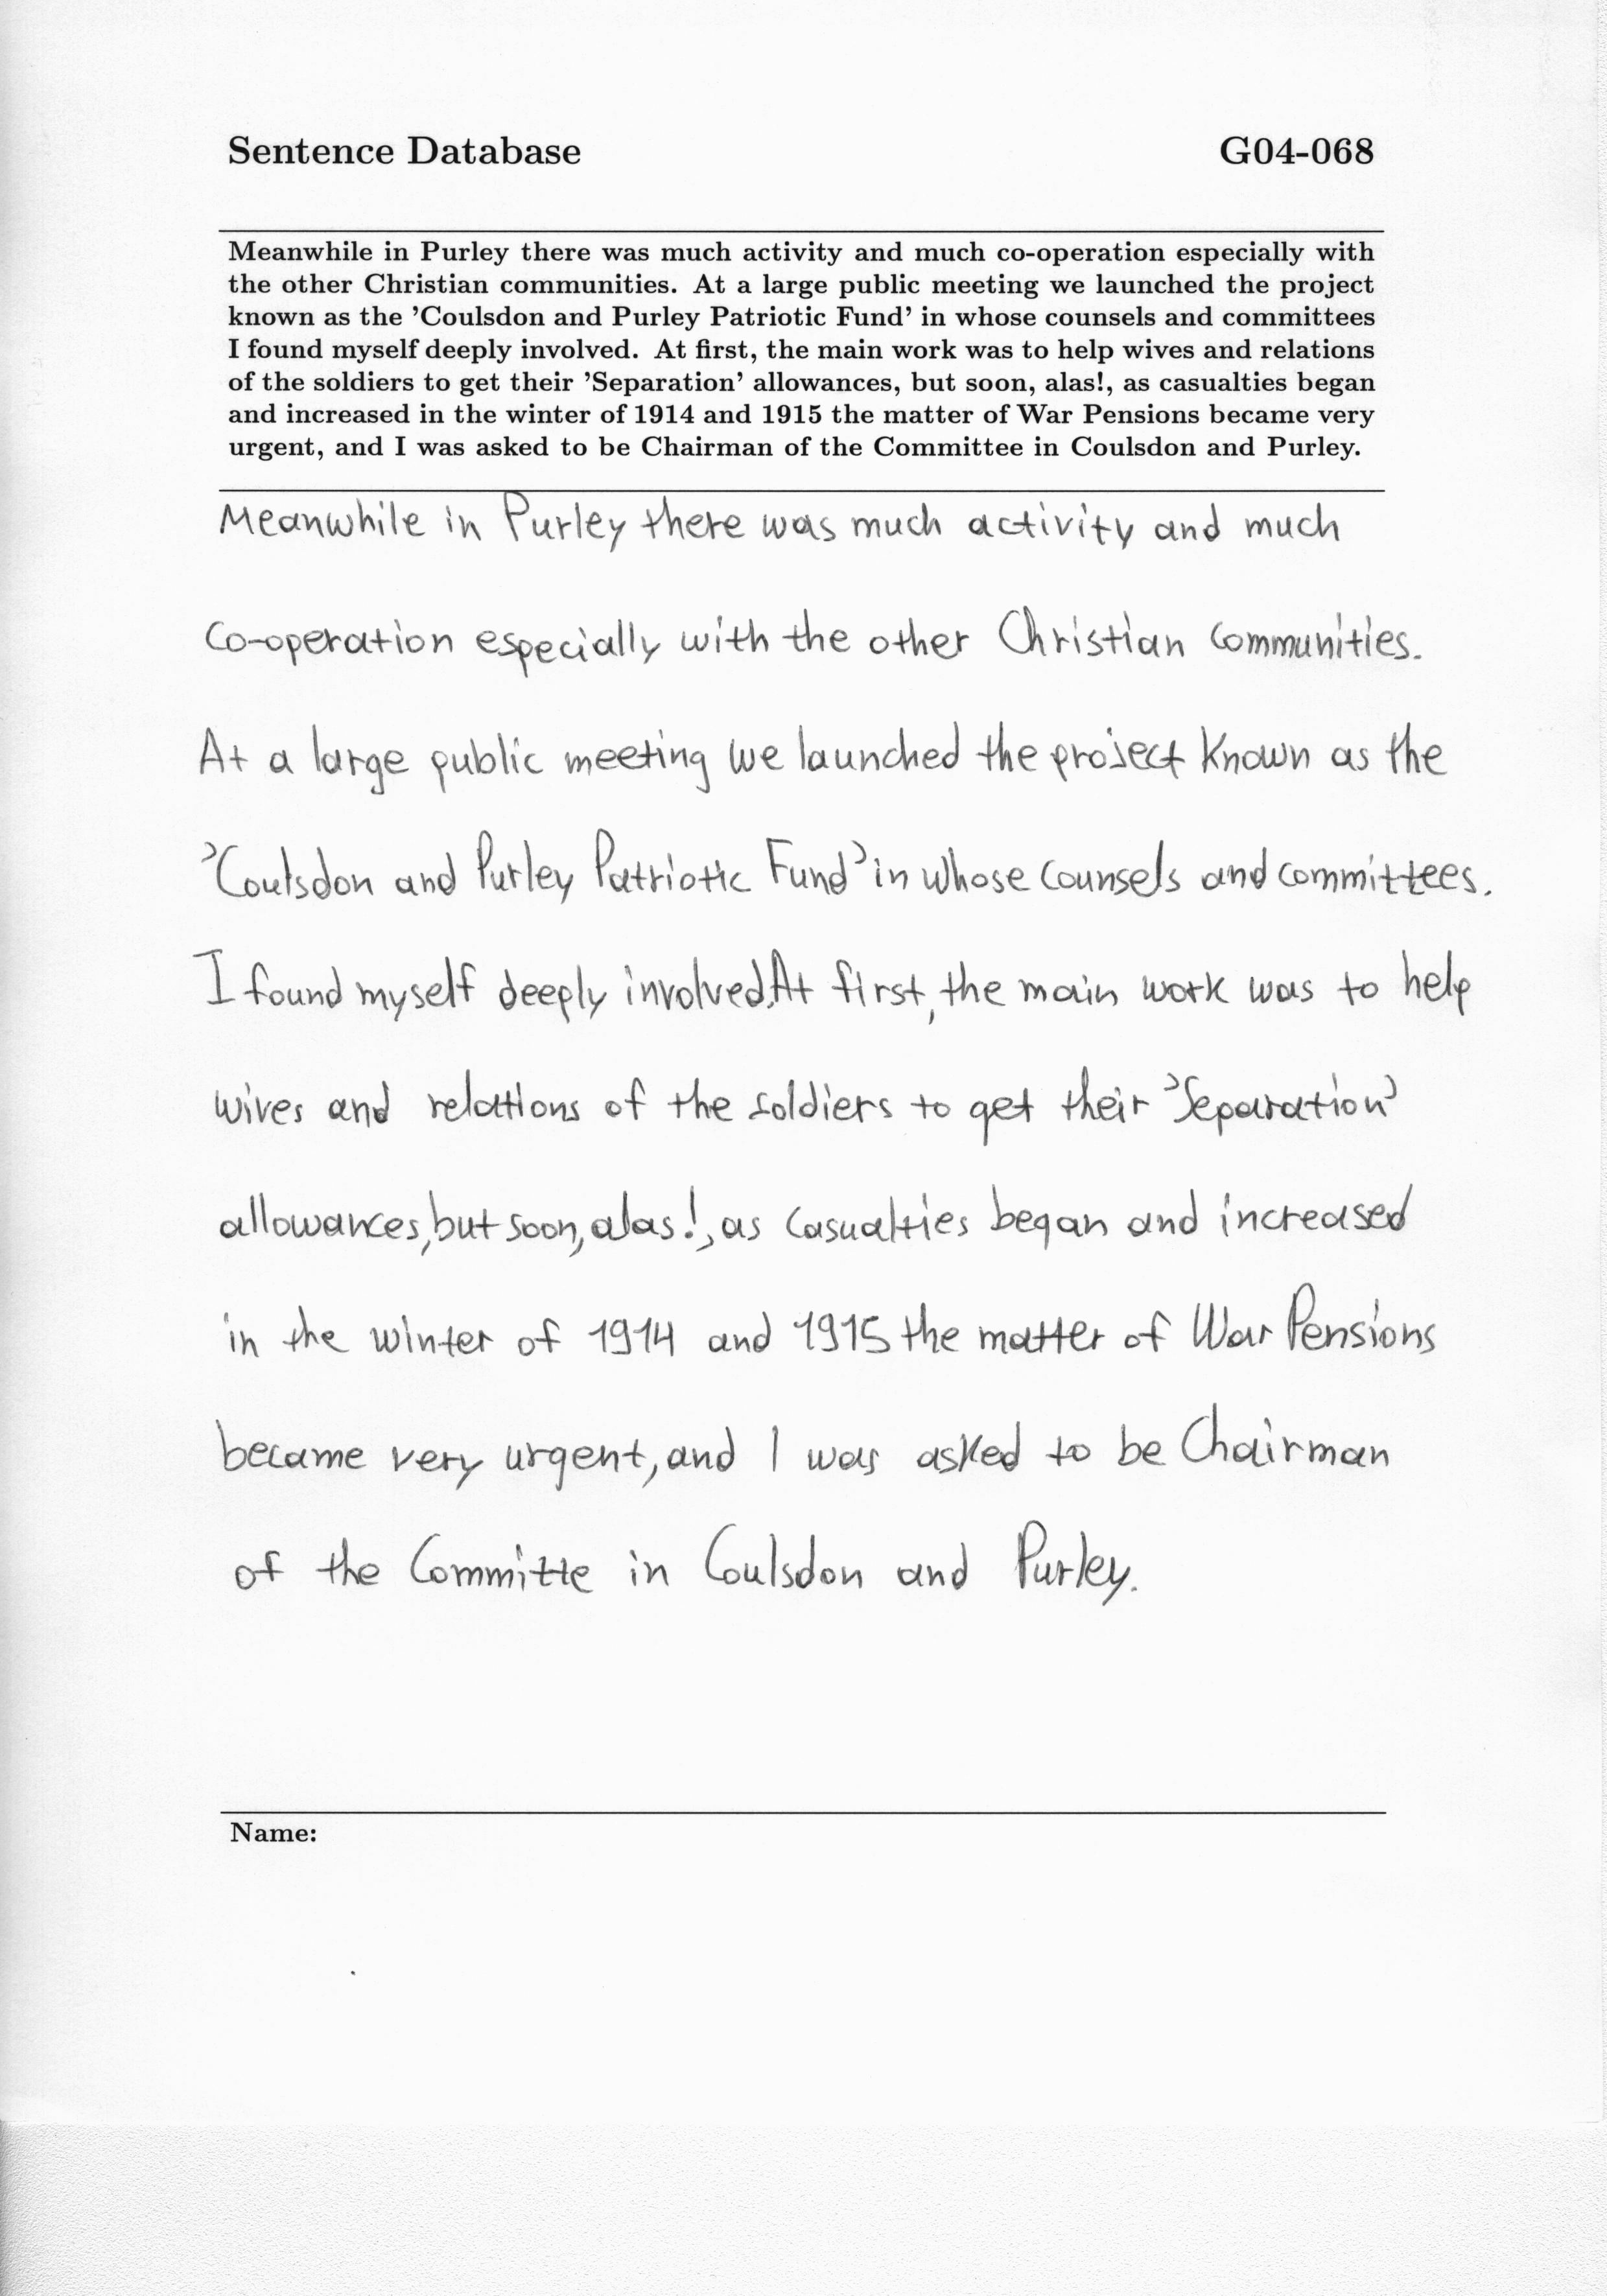 Sentence Database G04-068
Meanwhile in Purley there was much activity and much co-operation especially with
the other Christian communities. At a large public meeting we launched the project
known as the 'Coulsdon and Purley Patriotic Fund' in whose counsels and committees
I found myself deeply involved. At first, the main work was to help wives and relations
of the soldiers to get their 'Separation' allowances, but soon, alas!, as casualties began
and increased in the winter of 1914 and 1915 the matter of War Pensions became very
urgent, and I was asked to be Chairman of the Committee in Coulsdon and Purley.
Meanwhile in Purley there was much activity and much
co-operation especially with the other Christian communities.
At a large public meeting we launched the project known as the
'Coulsdon and Purley Patriotic Fund' in whose counsels and committees.
I found myself deeply involved.At first, the main work was to help
wives and relations of the soldiers to get their 'Separation'
allowances, but soon, alas!, as casualties began and increased
in the winter of 1914 and 1915 the matter of War Pensions
became very urgent, and I was asked to be Chairman
of the Committe in Coulsdon and Purley.
Name: